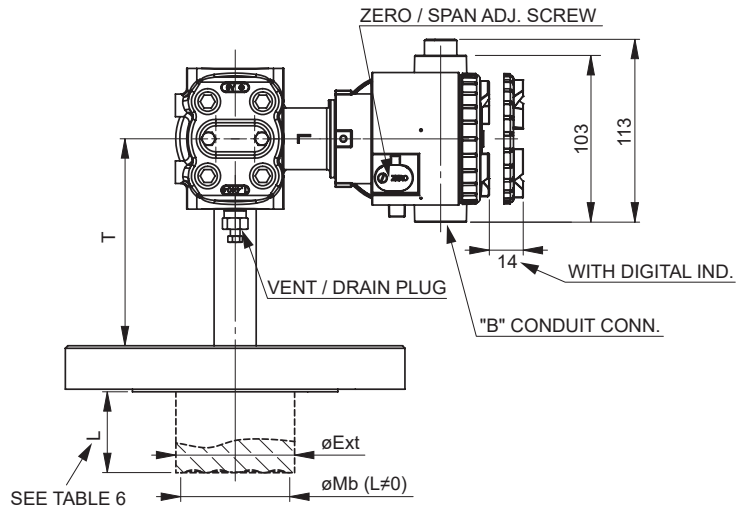 ZERO / SPAN ADJ. SCREW
103
113
ZERO
T
VENT / DRAIN PLUG
14
WITH DIGITAL IND.
"B" CONDUIT CONN.
L
øExt
øMb (L≠0)
SEE TABLE 6